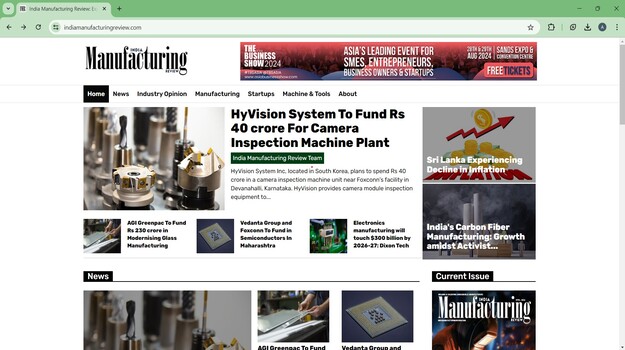 India Manufacturing Review: E
indiamanufacturingreview.com
INDIA
Manufacturing
REVIEW
THE
BUSINESS
SHOW 2024
ASIA'S LEADING EVENT FOR
SMES, ENTREPRENEURS,
BUSINESS OWNERS & STARTUPS
28TH & 29TH
AUG 2024
SANDS EXPO &
CONVENTION CENTRE
FREE TICKETS
Home News Industry Opinion Manufacturing Startups Machine & Tools About
HyVision System To Fund Rs
40 crore For Camera
Inspection Machine Plant
India Manufacturing Review Team
HyVision System Inc, located in South Korea, plans to spend Rs 40
crore in a camera inspection machine unit near Foxconn's facility in
Devanahalli, Karnataka. HyVision provides camera module inspection
equipment to...
Sri Lanka Experiencing
Decline In Inflation
INFLATION
India's Carbon Fiber
Manufacturing: Growth
amidst Activist...
AGI Greenpac To Fund
Rs 230 crore in
Modernising Glass
Manufacturing
Vedanta Group and
Foxconn To Fund in
Semiconductors In
Maharashtra
Electronics
manufacturing will
touch $300 billion by
2026-27: Dixon Tech
News
Current Issue
INDIA
Manufacturing
REVIEW
AGI Greenpac To Fund
Vedanta Group and